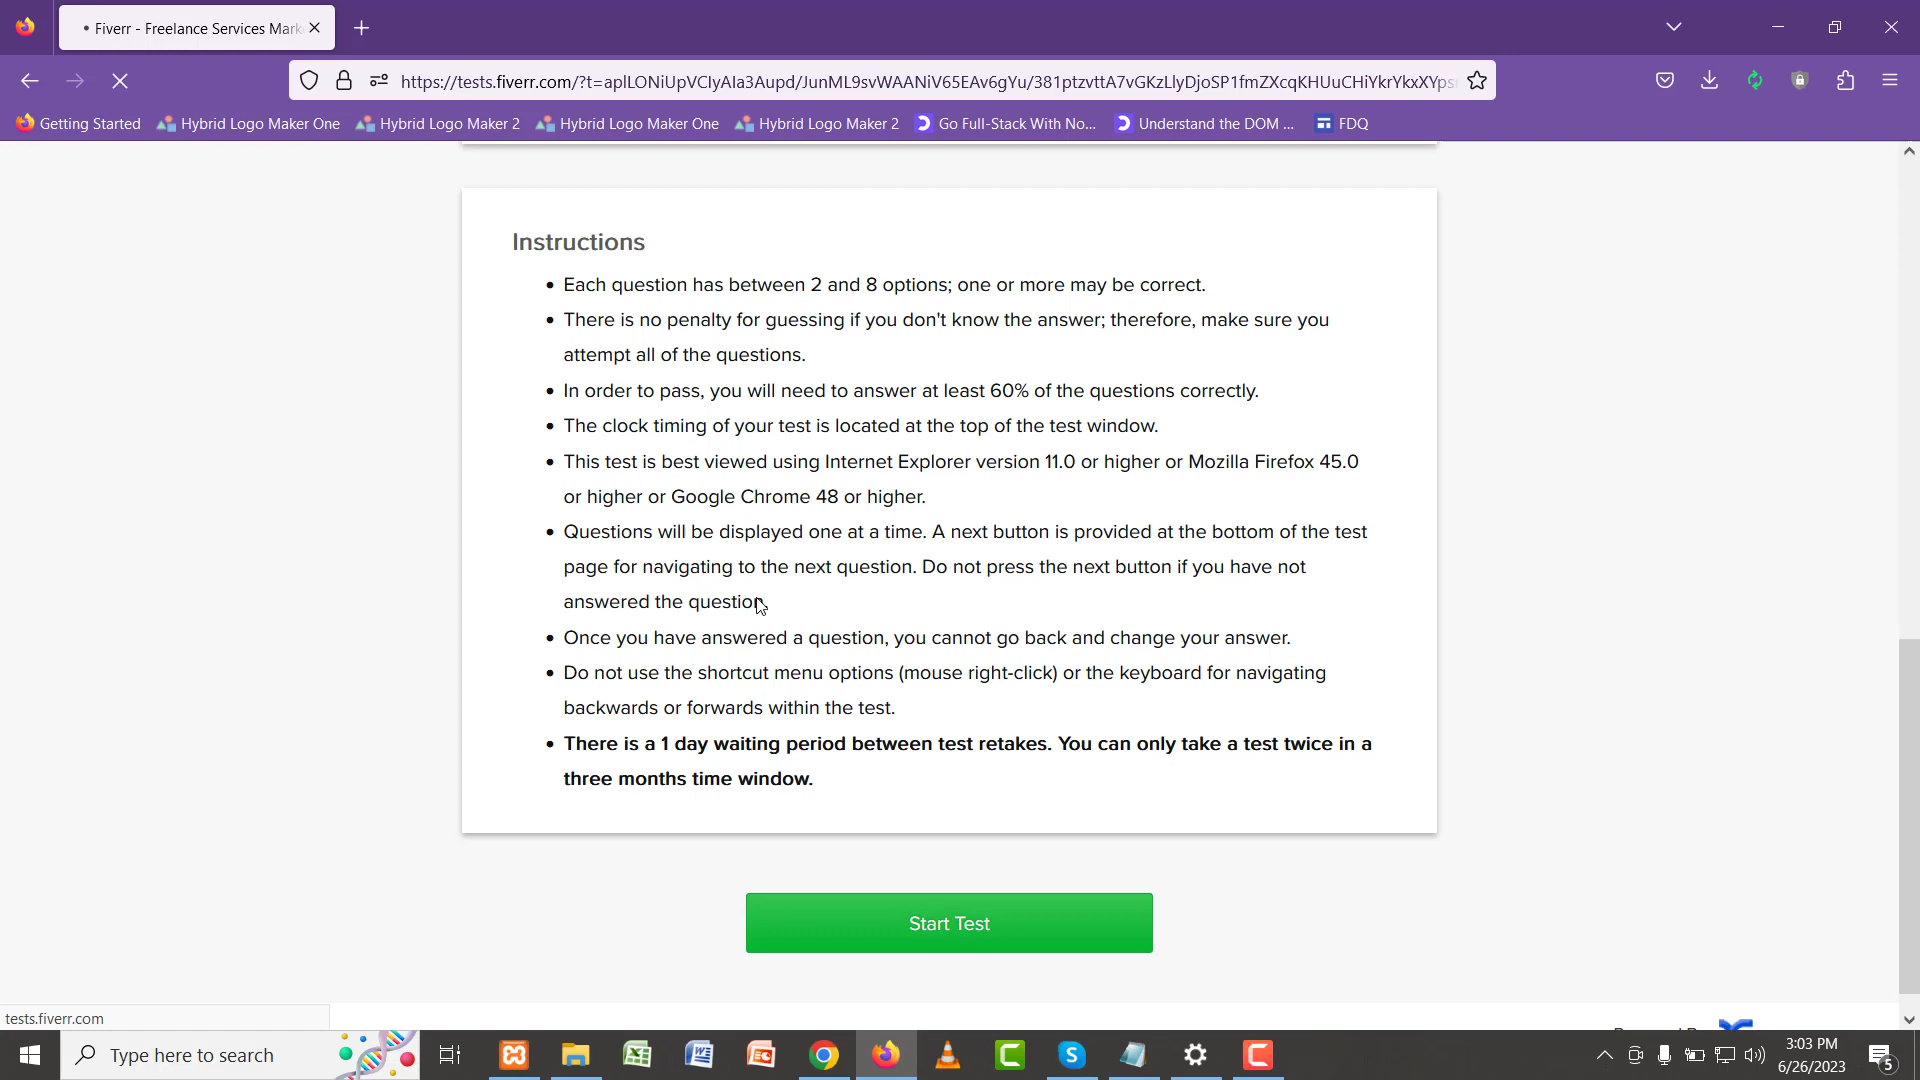 Fiverr - Freelance Services Mark
https://tests.fiverr.com/?t=aplLONiUpVCIyAIa3Aupd/JunML9svWAANiV65EAv6gYu/381ptzvttA7vGKzLlyDjoSP1fmZXcqKHUuCHiYkrYkxXYps
Getting Started
Hybrid Logo Maker One
Hybrid Logo Maker 2
Hybrid Logo Maker One
Hybrid Logo Maker 2
Go Full-Stack With No...
Understand the DOM ...
FDQ
Instructions
• Each question has between 2 and 8 options; one or more may be correct.
• There is no penalty for guessing if you don't know the answer; therefore, make sure you
attempt all of the questions.
• In order to pass, you will need to answer at least 60% of the questions correctly.
• The clock timing of your test is located at the top of the test window.
• This test is best viewed using Internet Explorer version 11.0 or higher or Mozilla Firefox 45.0
or higher or Google Chrome 48 or higher.
• Questions will be displayed one at a time. A next button is provided at the bottom of the test
page for navigating to the next question. Do not press the next button if you have not
answered the question.
• Once you have answered a question, you cannot go back and change your answer.
• Do not use the shortcut menu options (mouse right-click) or the keyboard for navigating
backwards or forwards within the test.
• There is a 1 day waiting period between test retakes. You can only take a test twice in a
three months time window.
Start Test
tests.fiverr.com
Type here to search
3:03 PM
6/26/2023
5